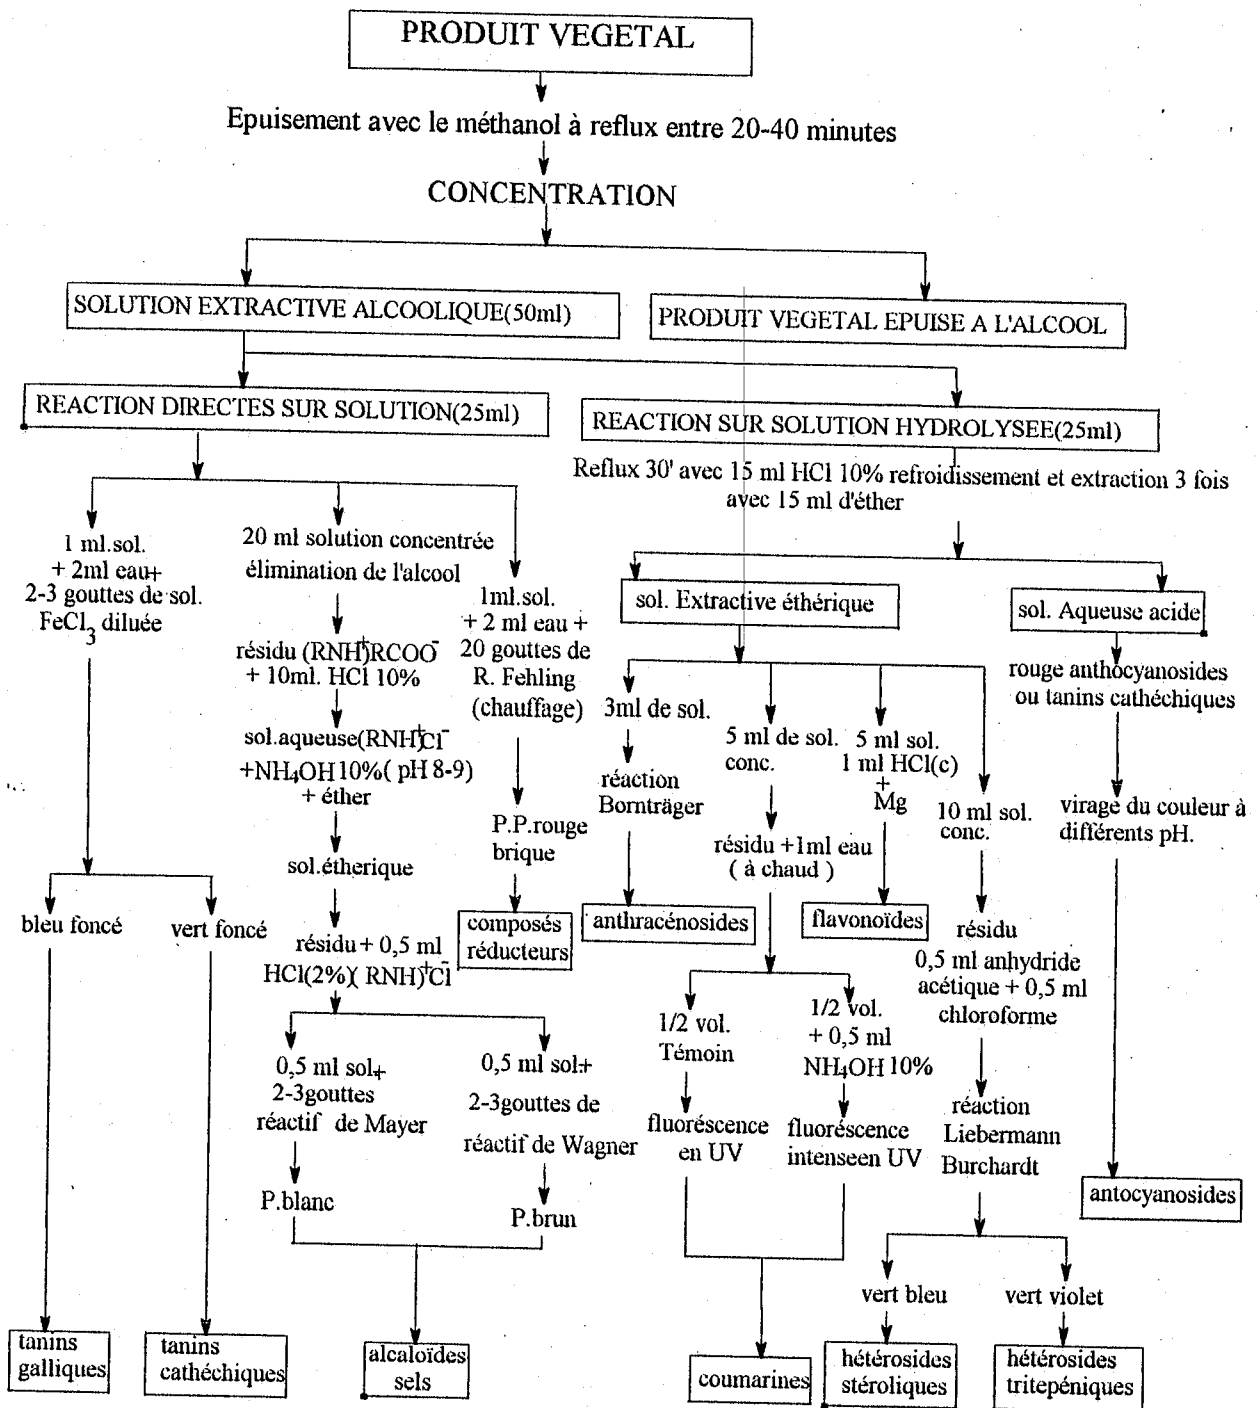 PRODUIT VEGETAL
Epuisement avec le méthanol à reflux entre 20-40 minutes
CONCENTRATION
SOLUTION EXTRACTIVE ALCOOLIQUE(50ml)
PRODUIT VEGETAL EPUISE A L'ALCOOL
REACTION DIRECTES SUR SOLUTION(25ml)
REACTION SUR SOLUTION HYDROLYSEE(25ml)
Reflux 30' avec 15 ml HCl 10% refroidissement et extraction 3 fois
avec 15 ml d'éther
1 ml.sol.
+ 2ml eau+
2-3 gouttes de sol.
FeCl3 diluée
bleu foncé
vert foncé
tanins
galliques
tanins
cathéchiques
20 ml solution concentrée
élimination de l'alcool
résidu (RNH)+RCOO-
+ 10ml. HCl 10%
sol.aqueuse(RNH)+Cl-
+NH4OH 10%( pH 8-9)
+ éther
sol.étherique
résidu + 0,5 ml
HCl(2%)( RNH)+Cl-
0,5 ml sol+
2-3gouttes
réactif de Mayer
P.blanc
0,5 ml sol+
2-3gouttes de
réactif de Wagner
P.brun
alcaloïdes
sels
1ml.sol.
+ 2 ml eau +
20 gouttes de
R. Fehling
(chauffage)
P.P.rouge
brique
composés
réducteurs
sol. Extractive éthérique
3ml de sol.
réaction
Bornträger
anthracénosides
5 ml de sol.
conc.
résidu +1ml eau
( à chaud )
1/2 vol.
Témoin
fluoréscence
en UV
1/2 vol.
+ 0,5 ml
NH4OH 10%
fluoréscence
intenseen UV
coumarines
5 ml sol.
1 ml HCl(c)
+
Mg
flavonoïdes
10 ml sol.
conc.
résidu
0,5 ml anhydride
acétique + 0,5 ml
chloroforme
réaction
Liebermann
Burchardt
vert bleu
vert violet
hétérosides
stéroliques
hétérosides
tritepéniques
sol. Aqueuse acide
rouge anthocyanosides
ou tanins cathéchiques
virage du couleur à
différents pH.
antocyanosides